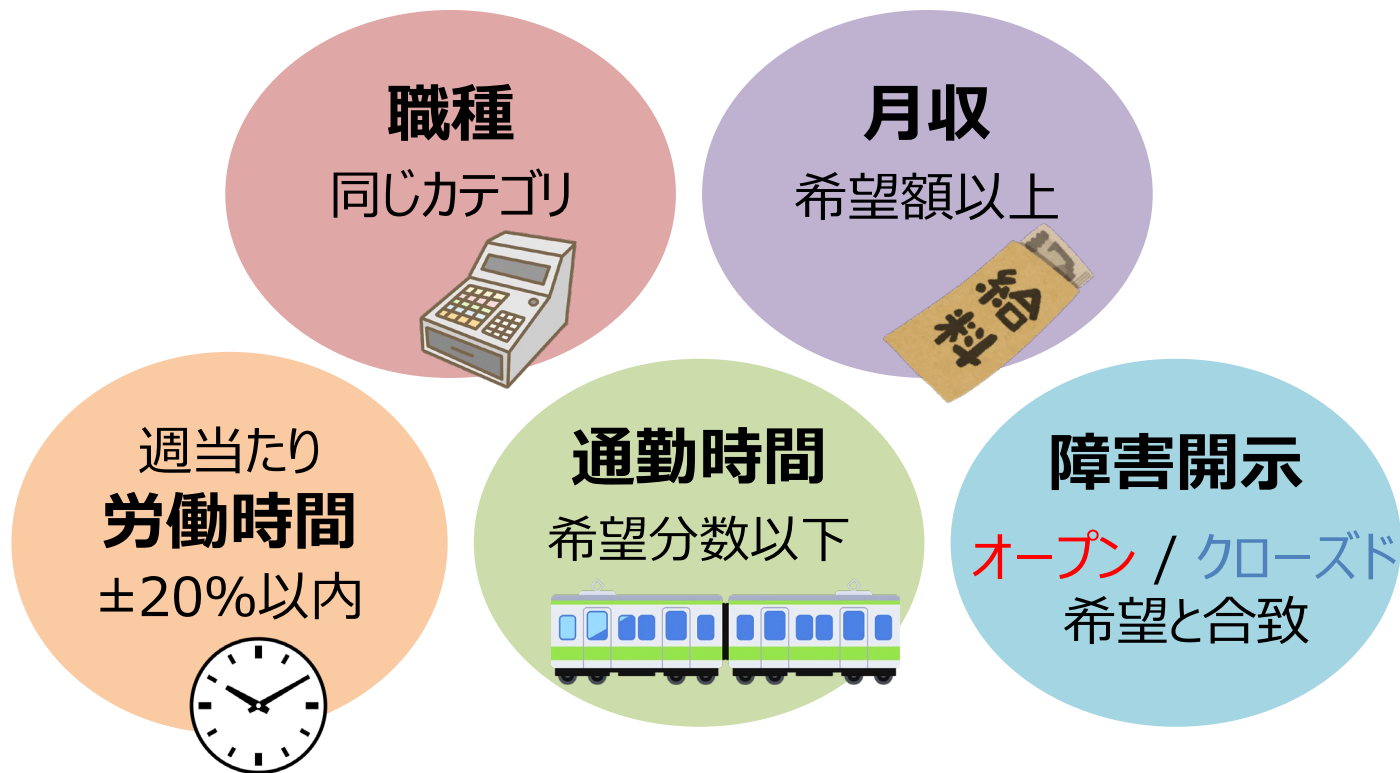 職種
同じカテゴリ
月収
希望額以上
給料
週当たり
労働時間
±20%以内
通勤時間
希望分数以下
障害開示
オープン / クローズド
希望と合致